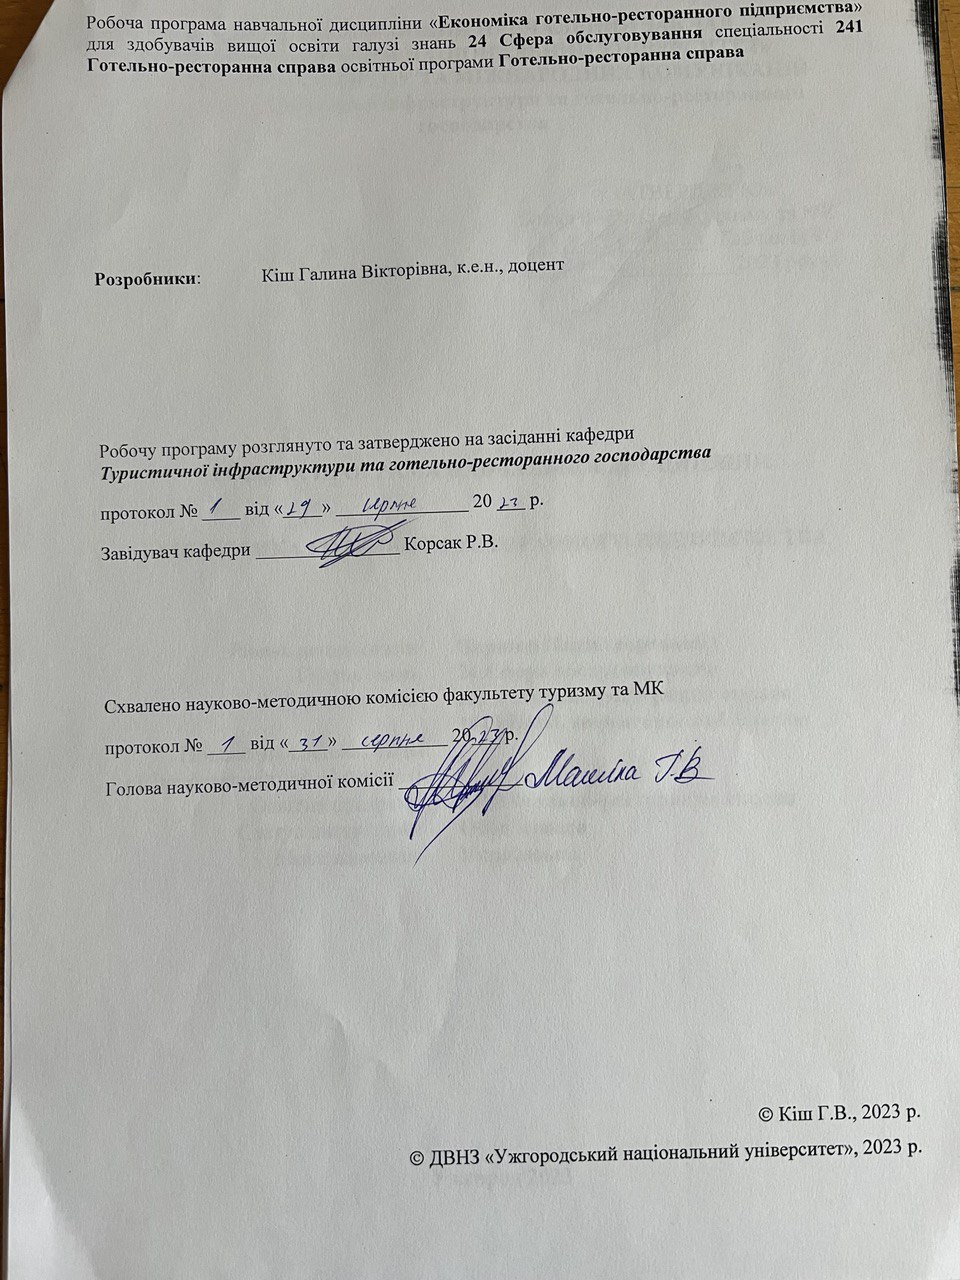 Робоча програма навчальної дисципліни «Економіка готельно-ресторанного підприємства»
для здобувачів вищої освіти галузі знань 24 Сфера обслуговування спеціальності 241
Готельно-ресторанна справа освітньої програми Готельно-ресторанна справа
Розробники: Кіш Галина Вікторівна, к.е.н., доцент
Робочу програму розглянуто та затверджено на засіданні кафедри
Туристичної інфраструктури та готельно-ресторанного господарства
протокол № 1 від «29» серпня 20 23 р.
Завідувач кафедри Корсак Р.В.
Схвалено науково-методичною комісією факультету туризму та МК
протокол № 1 від «31» серпня 20 23 р.
Голова науково-методичної комісії Машіка Г.В
© Кіш Г.В., 2023 р.
© ДВНЗ «Ужгородський національний університет», 2023 р.